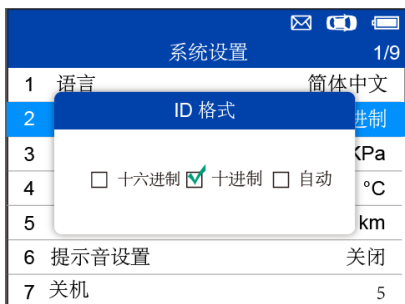 系统设置 1/9
1 语言 简体中文
2 进制
ID 格式
3 KPa
十六进制 十进制 自动
4 °C
5 km
6 提示音设置 关闭
7 关机 5